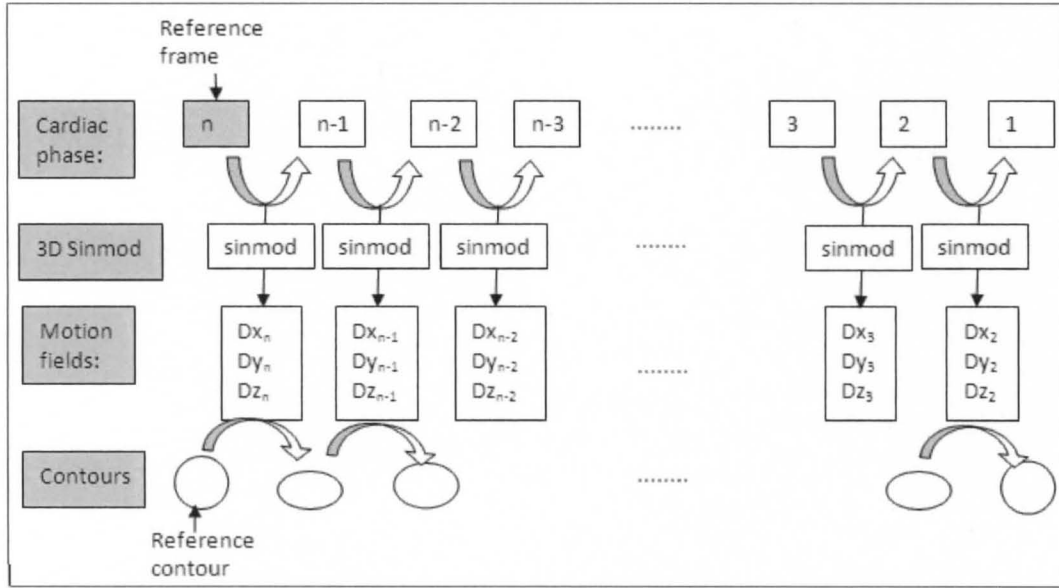 Reference
frame
Cardiac
phase:
n n-1 n-2 n-3 ........ 3 2 1
3D Sinmod
sinmod sinmod sinmod ........ sinmod sinmod
Motion
fields:
Dxₙ Dxₙ₋₁ Dxₙ₋₂ Dx₃ Dx₂
Dyₙ Dyₙ₋₁ Dyₙ₋₂ ........ Dy₃ Dy₂
Dzₙ Dzₙ₋₁ Dzₙ₋₂ Dz₃ Dz₂
Contours ........
Reference
contour